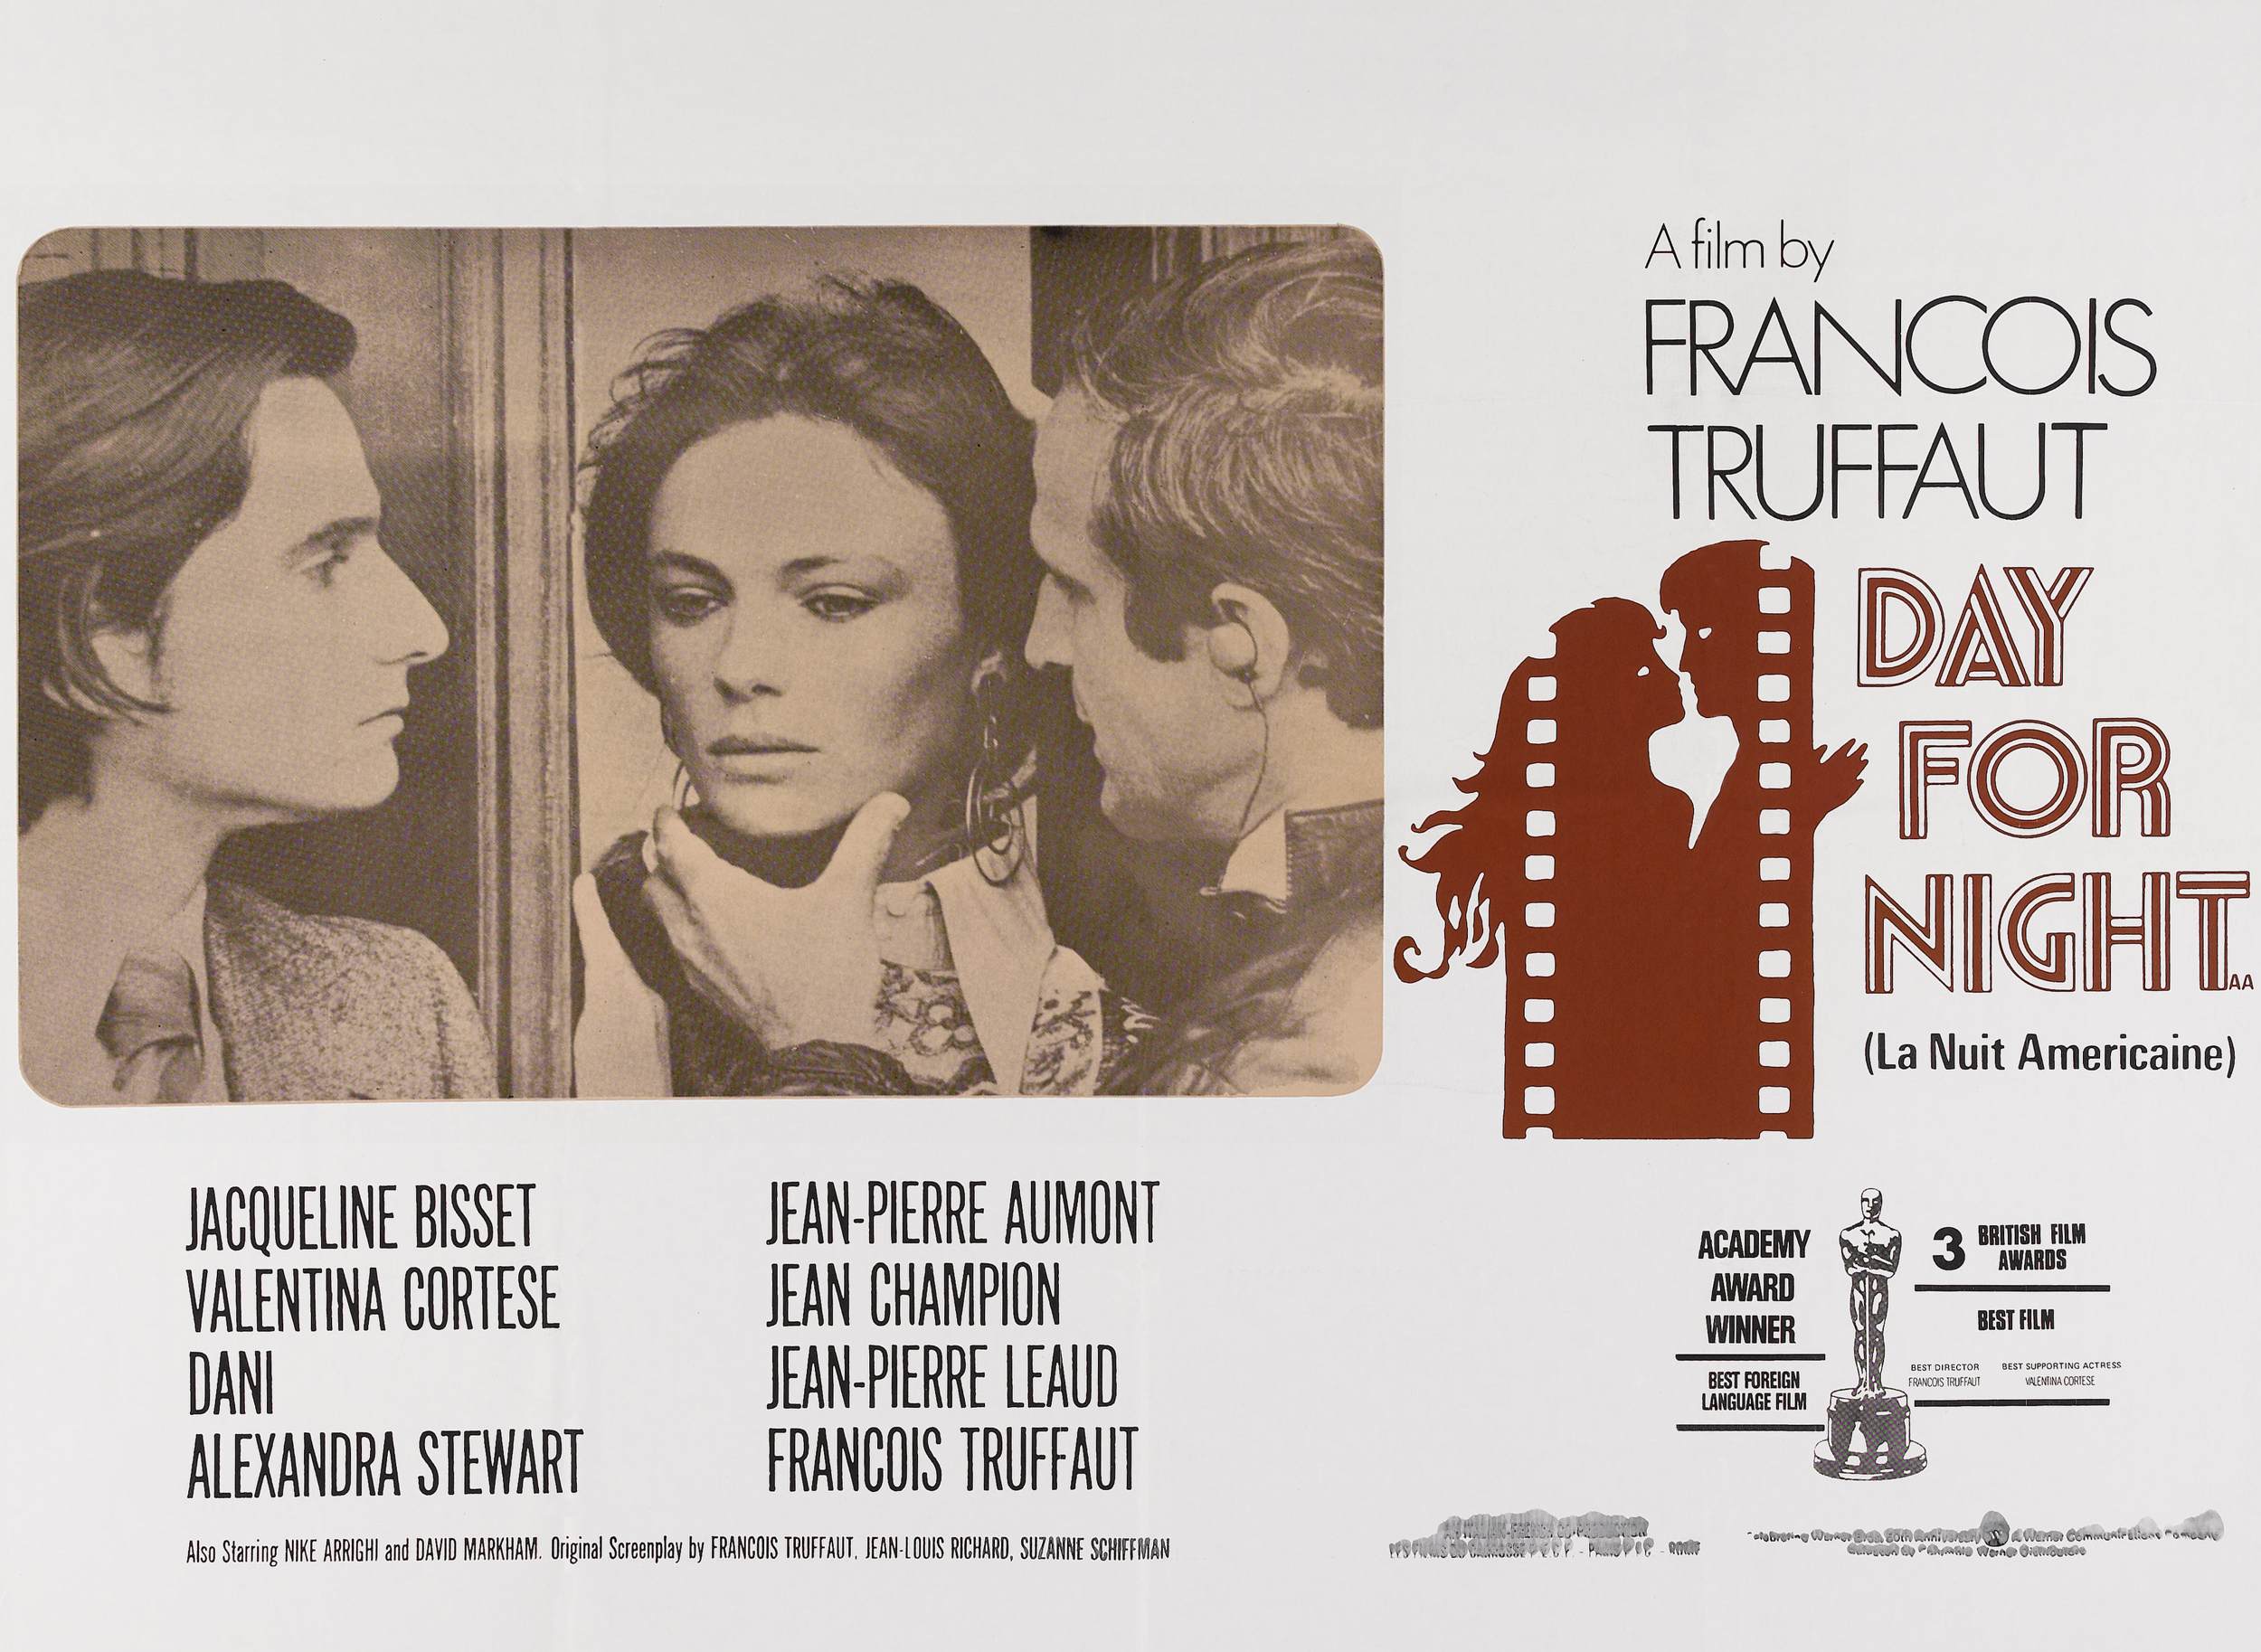 A film by
FRANCOIS
TRUFFAUT
DAY
FOR
NIGHT AA
(La Nuit Americaine)
JACQUELINE BISSET
VALENTINA CORTESE
DANI
ALEXANDRA STEWART
JEAN-PIERRE AUMONT
JEAN CHAMPION
JEAN-PIERRE LEAUD
FRANCOIS TRUFFAUT
Also Starring NIKE ARRIGHI and DAVID MARKHAM. Original Screenplay by FRANCOIS TRUFFAUT, JEAN-LOUIS RICHARD, SUZANNE SCHIFFMAN
ACADEMY
AWARD
WINNER
BEST FOREIGN
LANGUAGE FILM
3 BRITISH FILM
AWARDS
BEST FILM
BEST DIRECTOR
FRANCOIS TRUFFAUT
BEST SUPPORTING ACTRESS
VALENTINA CORTESE